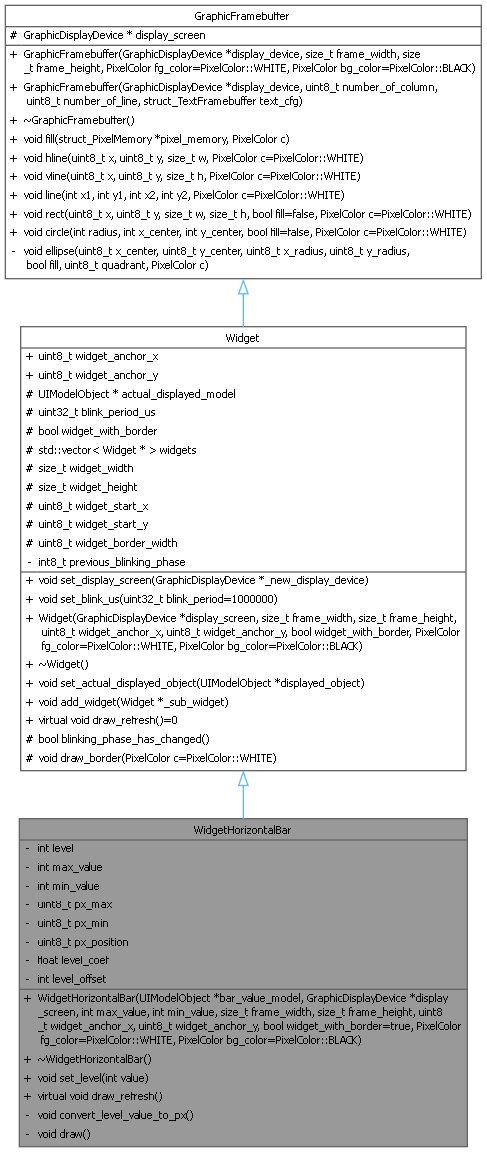 GraphicFramebuffer
# GraphicDisplayDevice * display_screen
+ GraphicFramebuffer(GraphicDisplayDevice *display_device, size_t frame_width, size
_t frame_height, PixelColor fg_color=PixelColor::WHITE, PixelColor bg_color=PixelColor::BLACK)
+ GraphicFramebuffer(GraphicDisplayDevice *display_device, uint8_t number_of_column,
uint8_t number_of_line, struct_TextFramebuffer text_cfg)
+ ~GraphicFramebuffer()
+ void fill(struct_PixelMemory *pixel_memory, PixelColor c)
+ void hline(uint8_t x, uint8_t y, size_t w, PixelColor c=PixelColor::WHITE)
+ void vline(uint8_t x, uint8_t y, size_t h, PixelColor c=PixelColor::WHITE)
+ void line(int x1, int y1, int x2, int y2, PixelColor c=PixelColor::WHITE)
+ void rect(uint8_t x, uint8_t y, size_t w, size_t h, bool fill=false, PixelColor c=PixelColor::WHITE)
+ void circle(int radius, int x_center, int y_center, bool fill=false, PixelColor c=PixelColor::WHITE)
- void ellipse(uint8_t x_center, uint8_t y_center, uint8_t x_radius, uint8_t y_radius,
bool fill, uint8_t quadrant, PixelColor c)
Widget
+ uint8_t widget_anchor_x
+ uint8_t widget_anchor_y
# UIModelObject * actual_displayed_model
# uint32_t blink_period_us
# bool widget_with_border
# std::vector< Widget * > widgets
# size_t widget_width
# size_t widget_height
# uint8_t widget_start_x
# uint8_t widget_start_y
# uint8_t widget_border_width
- int8_t previous_blinking_phase
+ void set_display_screen(GraphicDisplayDevice *_new_display_device)
+ void set_blink_us(uint32_t blink_period=1000000)
+ Widget(GraphicDisplayDevice *display_screen, size_t frame_width, size_t frame_height,
uint8_t widget_anchor_x, uint8_t widget_anchor_y, bool widget_with_border, PixelColor
fg_color=PixelColor::WHITE, PixelColor bg_color=PixelColor::BLACK)
+ ~Widget()
+ void set_actual_displayed_object(UIModelObject *displayed_object)
+ void add_widget(Widget *_sub_widget)
+ virtual void draw_refresh()=0
# bool blinking_phase_has_changed()
# void draw_border(PixelColor c=PixelColor::WHITE)
WidgetHorizontalBar
- int level
- int max_value
- int min_value
- uint8_t px_max
- uint8_t px_min
- uint8_t px_position
- float level_coef
- int level_offset
+ WidgetHorizontalBar(UIModelObject *bar_value_model, GraphicDisplayDevice *display
_screen, int max_value, int min_value, size_t frame_width, size_t frame_height, uint8
_t widget_anchor_x, uint8_t widget_anchor_y, bool widget_with_border=true, PixelColor
fg_color=PixelColor::WHITE, PixelColor bg_color=PixelColor::BLACK)
+ ~WidgetHorizontalBar()
+ void set_level(int value)
+ virtual void draw_refresh()
- void convert_level_value_to_px()
- void draw()